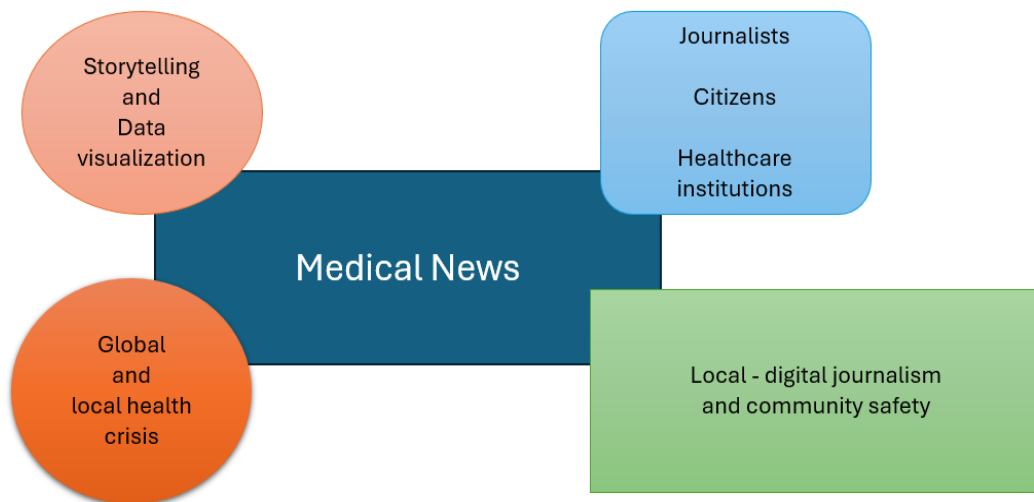 Storytelling
and
Data
visualization
Journalists
Citizens
Healthcare
institutions
Medical News
Global
and
local health
crisis
Local - digital journalism
and community safety